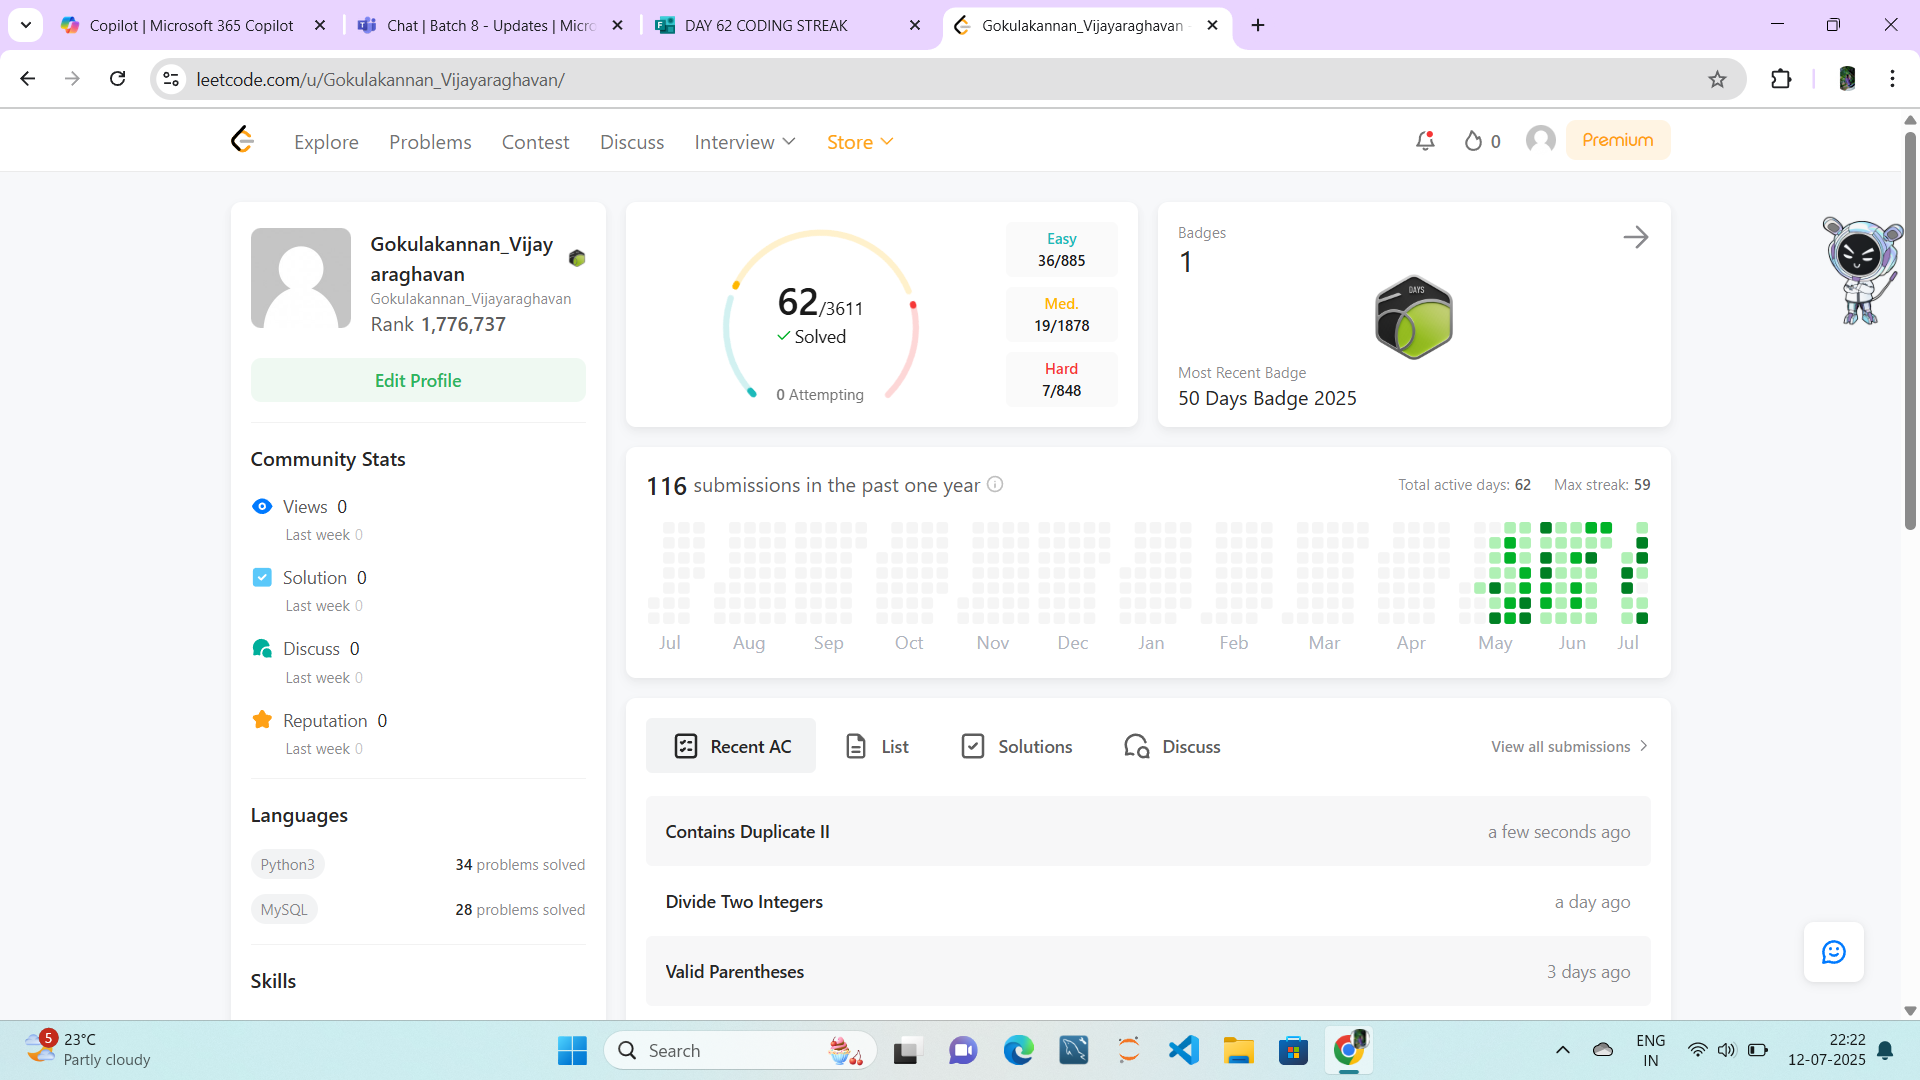 Copilot | Microsoft 365 Copilot
Chat | Batch 8 - Updates | Micro
DAY 62 CODING STREAK
Gokulakannan_Vijayaraghavan -
leetcode.com/u/Gokulakannan_Vijayaraghavan/
Explore
Problems
Contest
Discuss
Interview
Store
0
Premium
Gokulakannan_Vijay
araghavan
Gokulakannan_Vijayaraghavan
Rank 1,776,737
Edit Profile
Community Stats
Views 0
Last week 0
Solution 0
Last week 0
Discuss 0
Last week 0
Reputation 0
Last week 0
Languages
Python3 34 problems solved
MySQL 28 problems solved
Skills
62/3611
Solved
0 Attempting
Easy
36/885
Med.
19/1878
Hard
7/848
Badges
1
DAYS
Most Recent Badge
50 Days Badge 2025
116 submissions in the past one year
Total active days: 62 Max streak: 59
Jul Aug Sep Oct Nov Dec Jan Feb Mar Apr May Jun Jul
Recent AC
List
Solutions
Discuss
View all submissions
Contains Duplicate II a few seconds ago
Divide Two Integers a day ago
Valid Parentheses 3 days ago
5
23°C
Partly cloudy
Search
ENG
IN
22:22
12-07-2025